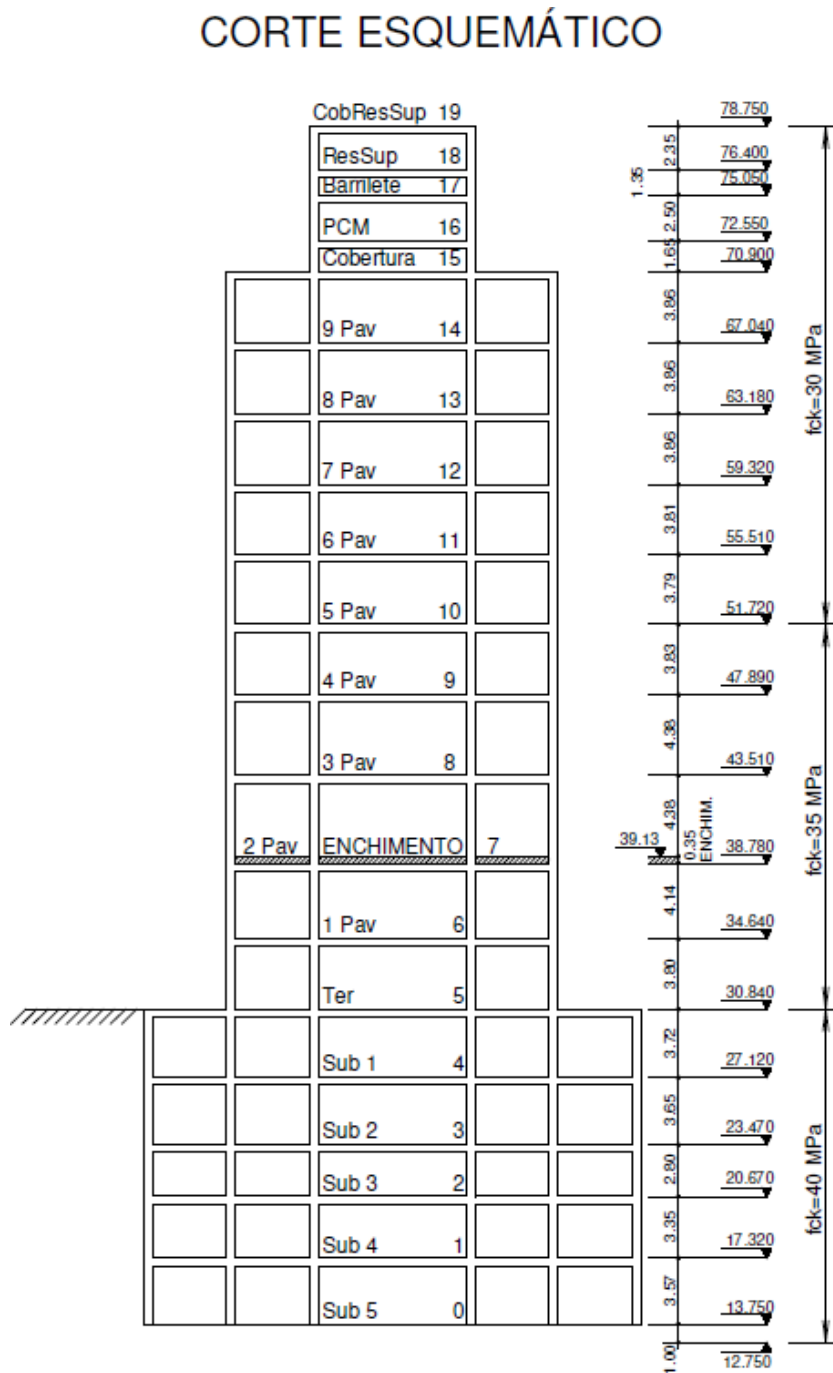 CORTE ESQUEMÁTICO
CobResSup 19 78.750
2.35
ResSup 18 76.400
1.35
Barrilete 17 75.050
2.50
PCM 16 72.550
1.65
Cobertura 15 70.900
3.86
9 Pav 14 67.040
3.86
8 Pav 13 63.180
3.86
7 Pav 12 59.320
3.81
6 Pav 11 55.510
3.79
5 Pav 10 51.720
fck=30 MPa
3.83
4 Pav 9 47.890
4.38
3 Pav 8 43.510
4.38
2 Pav ENCHIMENTO 7 39.13 0.35 ENCHIM. 38.780
4.14
1 Pav 6 34.640
3.80
Ter 5 30.840
fck=35 MPa
3.72
Sub 1 4 27.120
3.65
Sub 2 3 23.470
2.80
Sub 3 2 20.670
3.35
Sub 4 1 17.320
3.57
Sub 5 0 13.750
1.00
12.750
fck=40 MPa